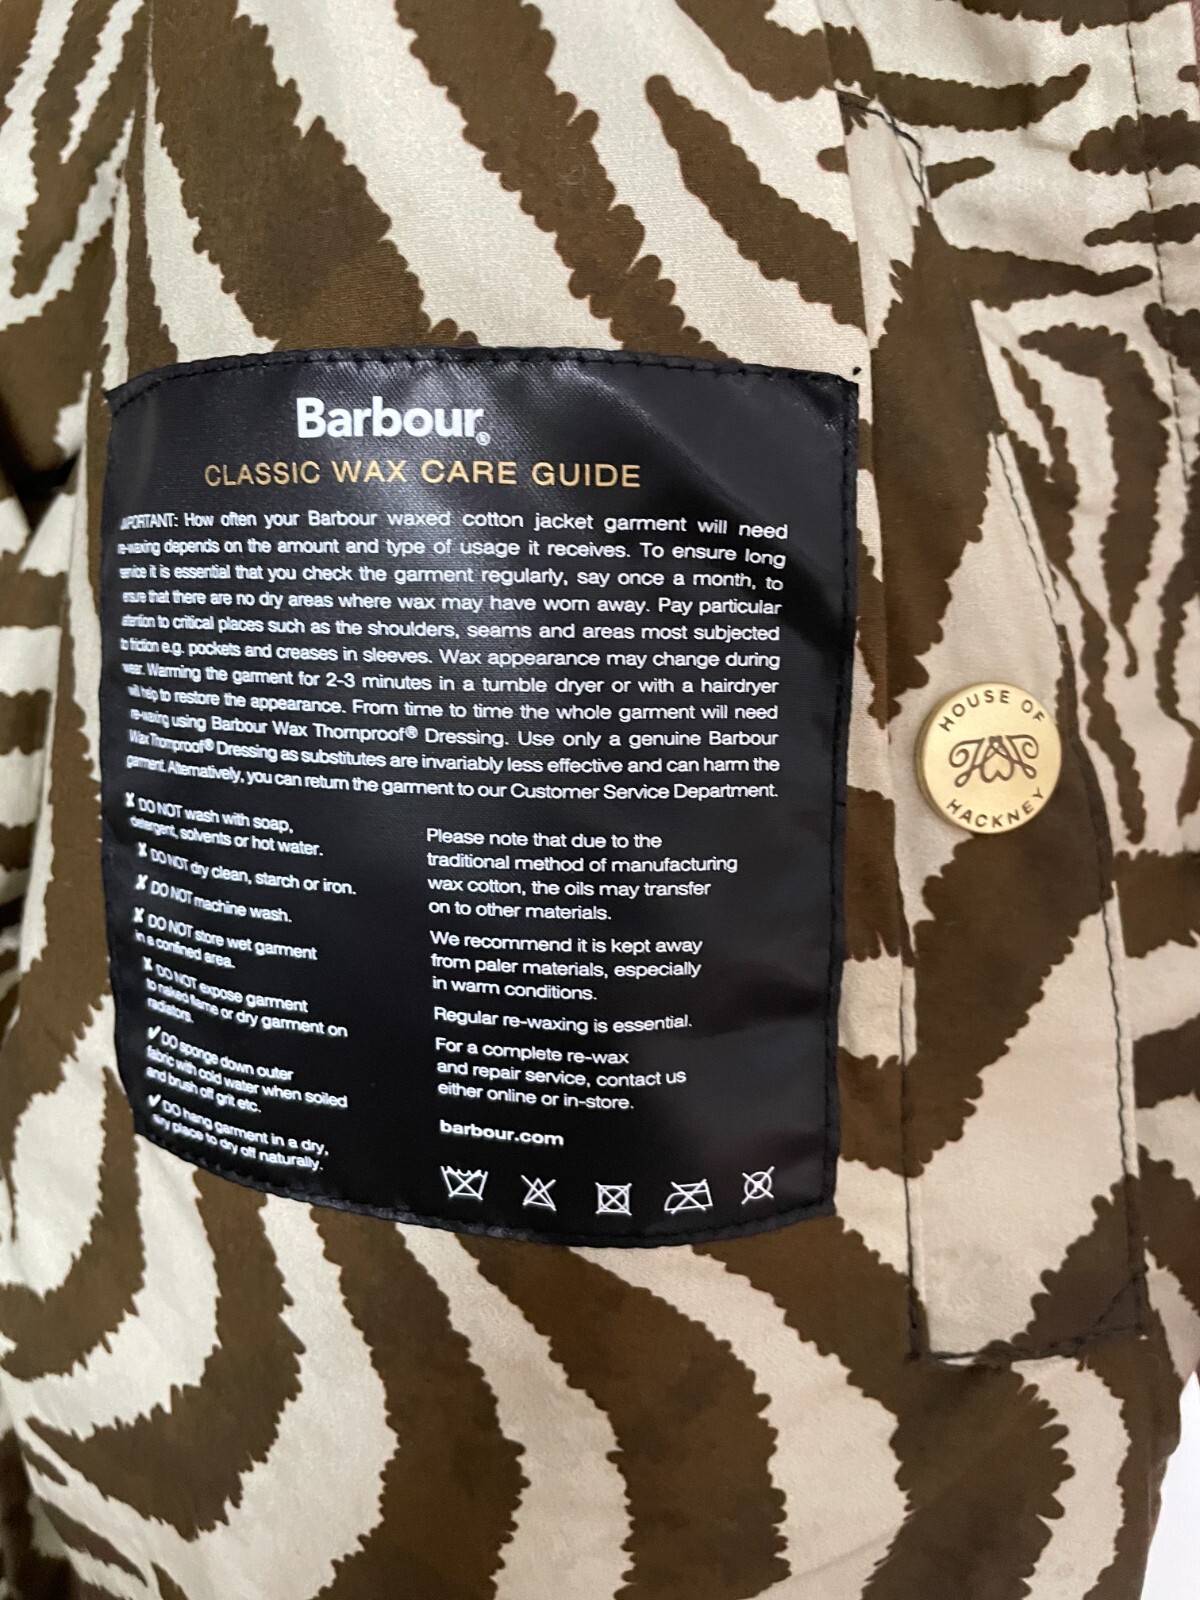 Barbour®
CLASSIC WAX CARE GUIDE
IMPORTANT: How often your Barbour waxed cotton jacket garment will need
re-waxing depends on the amount and type of usage it receives. To ensure long
service it is essential that you check the garment regularly, say once a month, to
ensure that there are no dry areas where wax may have worn away. Pay particular
attention to critical places such as the shoulders, seams and areas most subjected
to friction e.g. pockets and creases in sleeves. Wax appearance may change during
wear. Warming the garment for 2-3 minutes in a tumble dryer or with a hairdryer
will help to restore the appearance. From time to time the whole garment will need
re-waxing using Barbour Wax Thornproof® Dressing. Use only a genuine Barbour
Wax Thornproof® Dressing as substitutes are invariably less effective and can harm the
garment. Alternatively, you can return the garment to our Customer Service Department.
✗ DO NOT wash with soap,
detergent, solvents or hot water.
✗ DO NOT dry clean, starch or iron.
✗ DO NOT machine wash.
✗ DO NOT store wet garment
in a confined area.
✗ DO NOT expose garment
to naked flame or dry garment on
radiators.
✓ DO sponge down outer
fabric with cold water when soiled
and brush off grit etc.
✓ DO hang garment in a dry,
airy place to dry off naturally.
Please note that due to the
traditional method of manufacturing
wax cotton, the oils may transfer
on to other materials.
We recommend it is kept away
from paler materials, especially
in warm conditions.
Regular re-waxing is essential.
For a complete re-wax
and repair service, contact us
either online or in-store.
barbour.com
HOUSE OF
HACKNEY